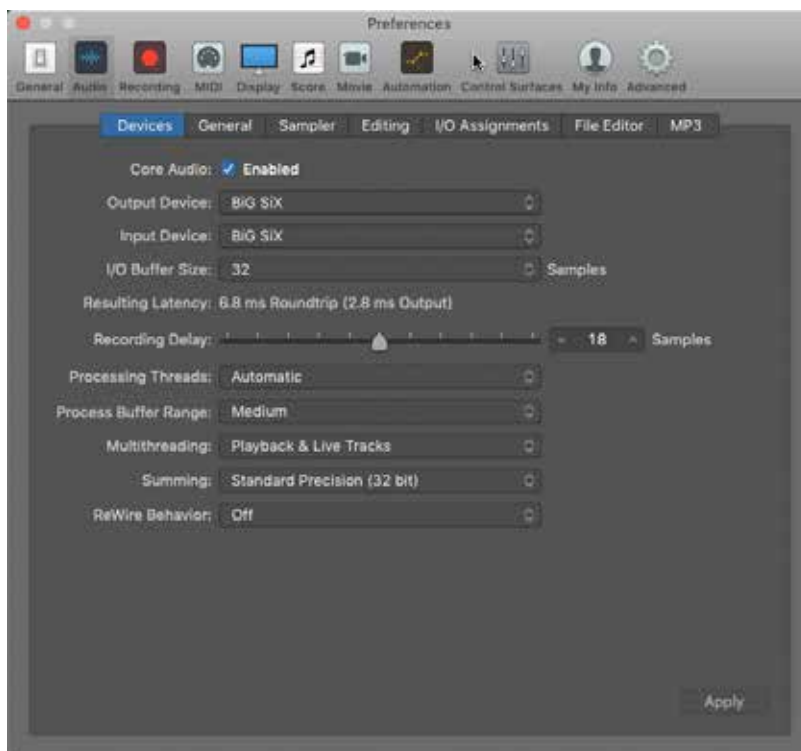 Preferences
General Audio Recording MIDI Display Score Movie Automation Control Surfaces My Info Advanced
Devices General Sampler Editing I/O Assignments File Editor MP3
Core Audio: Enabled
Output Device: BiG SiX
Input Device: BiG SiX
I/O Buffer Size: 32 Samples
Resulting Latency: 6.8 ms Roundtrip (2.8 ms Output)
Recording Delay: 18 Samples
Processing Threads: Automatic
Process Buffer Range: Medium
Multithreading: Playback & Live Tracks
Summing: Standard Precision (32 bit)
ReWire Behavior: Off
Apply